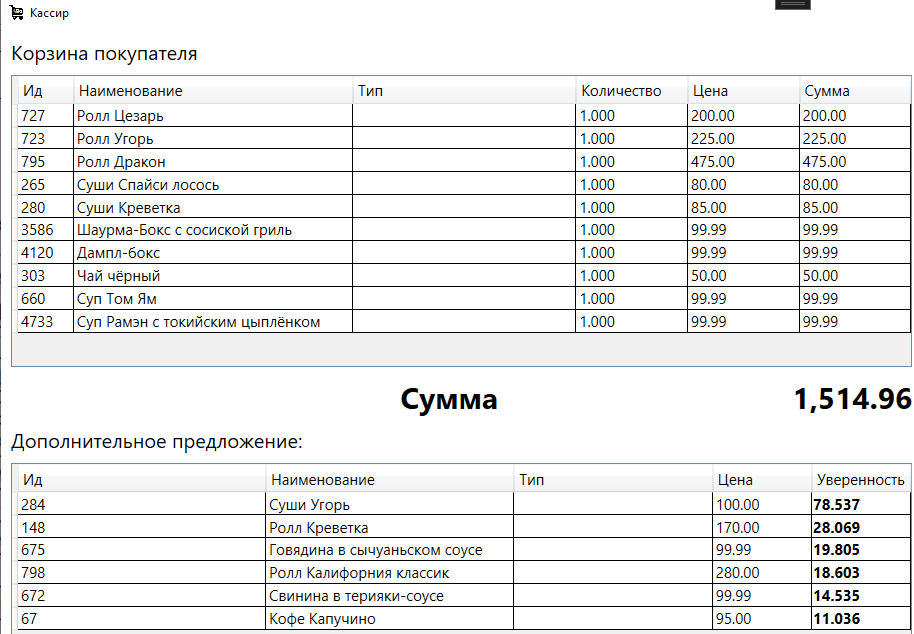 Кассир
Корзина покупателя
Ид Наименование Тип Количество Цена Сумма
727 Ролл Цезарь 1.000 200.00 200.00
723 Ролл Угорь 1.000 225.00 225.00
795 Ролл Дракон 1.000 475.00 475.00
265 Суши Спайси лосось 1.000 80.00 80.00
280 Суши Креветка 1.000 85.00 85.00
3586 Шаурма-Бокс с сосиской гриль 1.000 99.99 99.99
4120 Дампл-бокс 1.000 99.99 99.99
303 Чай чёрный 1.000 50.00 50.00
660 Суп Том Ям 1.000 99.99 99.99
4733 Суп Рамэн с токийским цыплёнком 1.000 99.99 99.99
Сумма 1,514.96
Дополнительное предложение:
Ид Наименование Тип Цена Уверенность
284 Суши Угорь 100.00 78.537
148 Ролл Креветка 170.00 28.069
675 Говядина в сычуаньском соусе 99.99 19.805
798 Ролл Калифорния классик 280.00 18.603
672 Свинина в терияки-соусе 99.99 14.535
67 Кофе Капучино 95.00 11.036